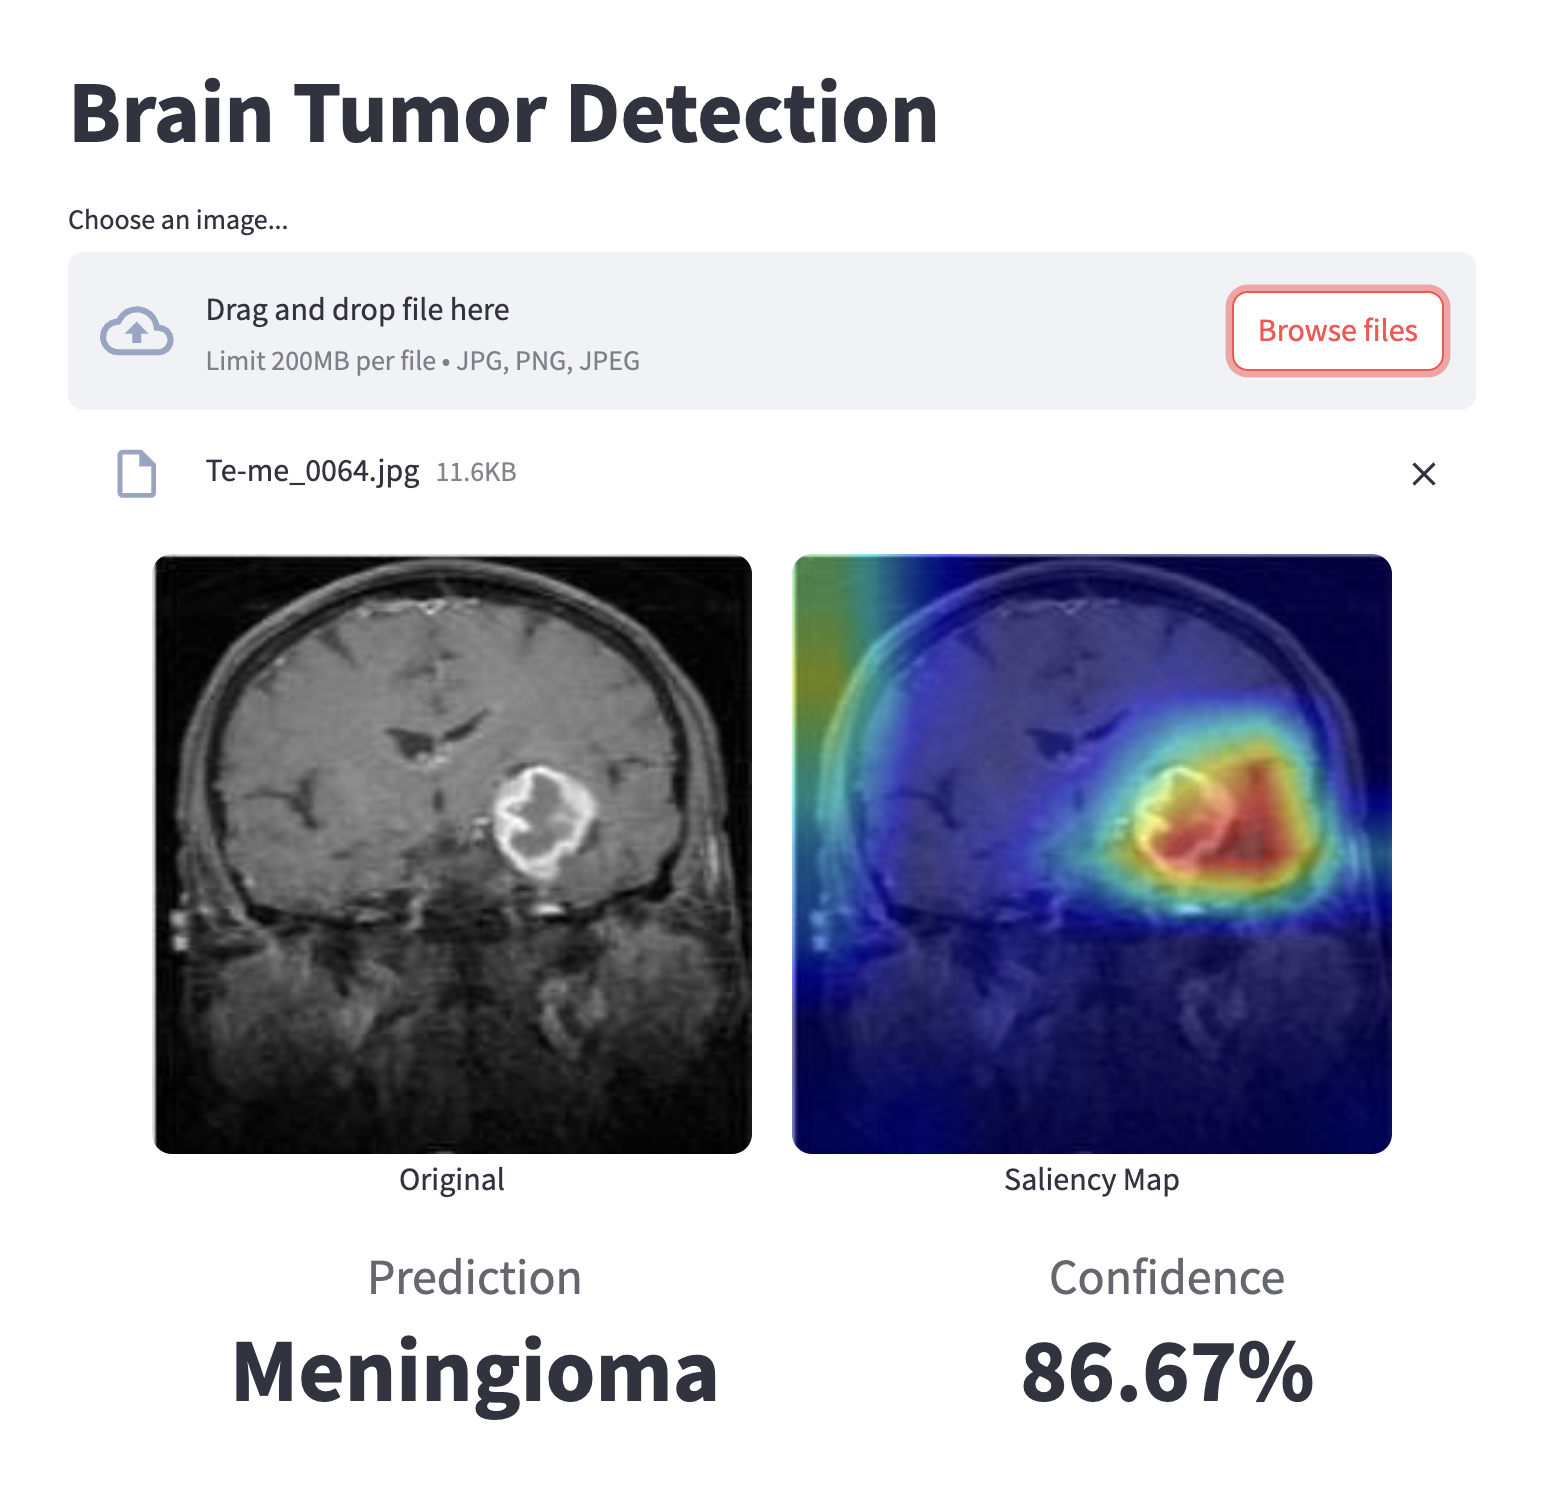 Brain Tumor Detection
Choose an image...
Drag and drop file here
Limit 200MB per file • JPG, PNG, JPEG
Browse files
Te-me_0064.jpg 11.6KB
Original
Saliency Map
Prediction
Confidence
Meningioma
86.67%